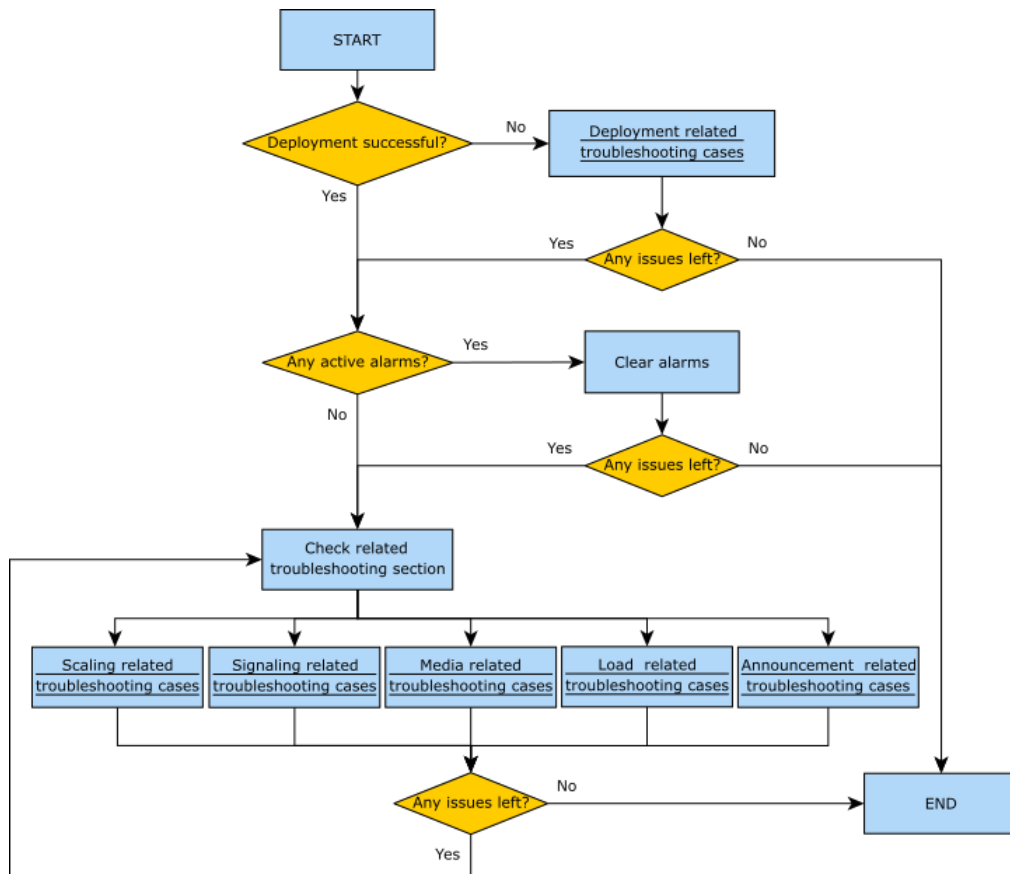 START
Deployment successful?
No
Deployment related
troubleshooting cases
Yes
Yes
Any issues left?
No
Any active alarms?
Yes
Clear alarms
No
Yes
Any issues left?
No
Check related
troubleshooting section
Scaling related
troubleshooting cases
Signaling related
troubleshooting cases
Media related
troubleshooting cases
Load related
troubleshooting cases
Announcement related
troubleshooting cases
Any issues left?
No
END
Yes